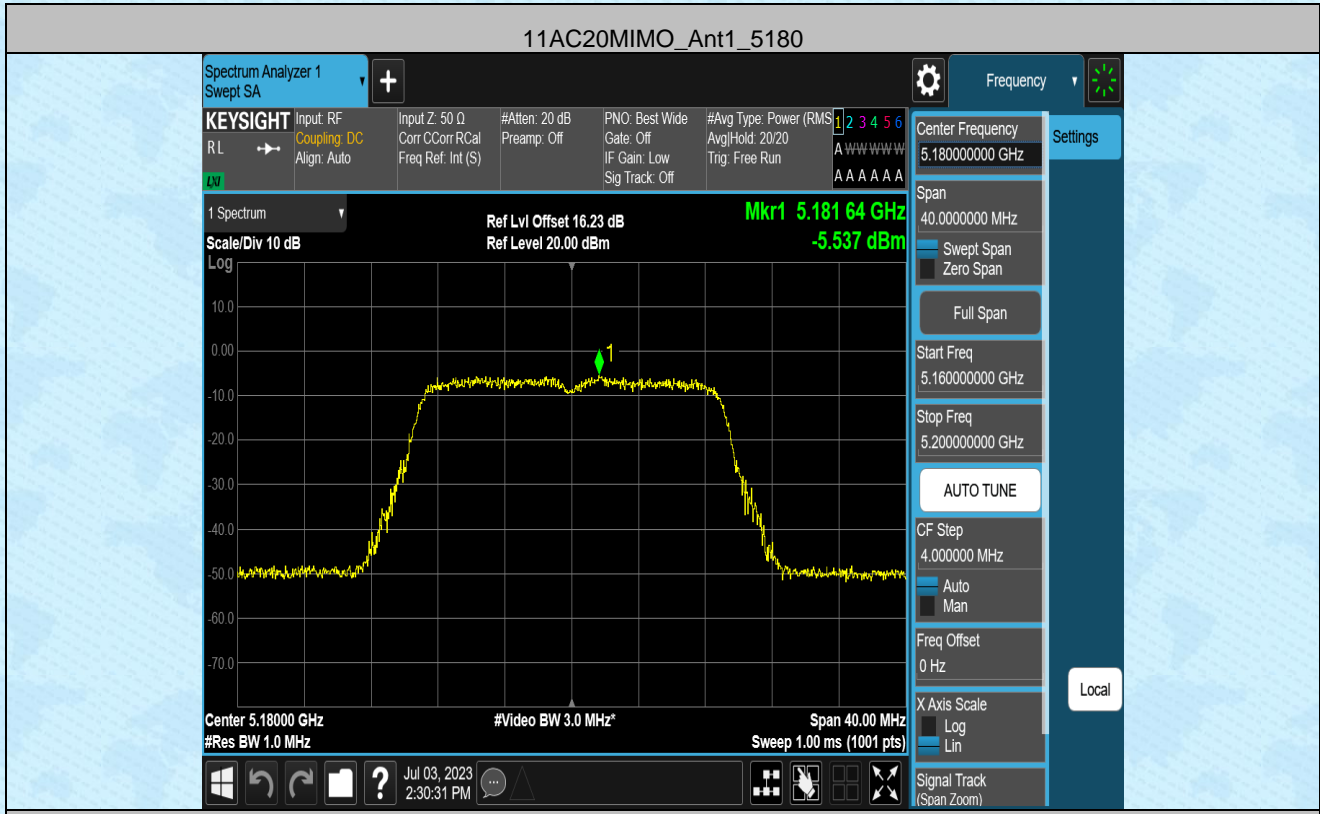 11AC20MIMO_Ant1_5180
Spectrum Analyzer 1
Swept SA
Frequency
KEYSIGHT
R L
LXI
Input: RF
Coupling: DC
Align: Auto
Input Z: 50 Ω
Corr CCorr RCal
Freq Ref: Int (S)
#Atten: 20 dB
Preamp: Off
PNO: Best Wide
Gate: Off
IF Gain: Low
Sig Track: Off
#Avg Type: Power (RMS
Avg|Hold: 20/20
Trig: Free Run
1 2 3 4 5 6
A W W W W W
A A A A A A
1 Spectrum
Scale/Div 10 dB
Log
Ref Lvl Offset 16.23 dB
Ref Level 20.00 dBm
Mkr1 5.181 64 GHz
-5.537 dBm
10.0
0.00
-10.0
-20.0
-30.0
-40.0
-50.0
-60.0
-70.0
1
Center 5.18000 GHz
#Res BW 1.0 MHz
#Video BW 3.0 MHz*
Span 40.00 MHz
Sweep 1.00 ms (1001 pts)
Jul 03, 2023
2:30:31 PM
Center Frequency
5.180000000 GHz
Span
40.0000000 MHz
Swept Span
Zero Span
Full Span
Start Freq
5.160000000 GHz
Stop Freq
5.200000000 GHz
AUTO TUNE
CF Step
4.000000 MHz
Auto
Man
Freq Offset
0 Hz
X Axis Scale
Log
Lin
Signal Track
(Span Zoom)
Settings
Local